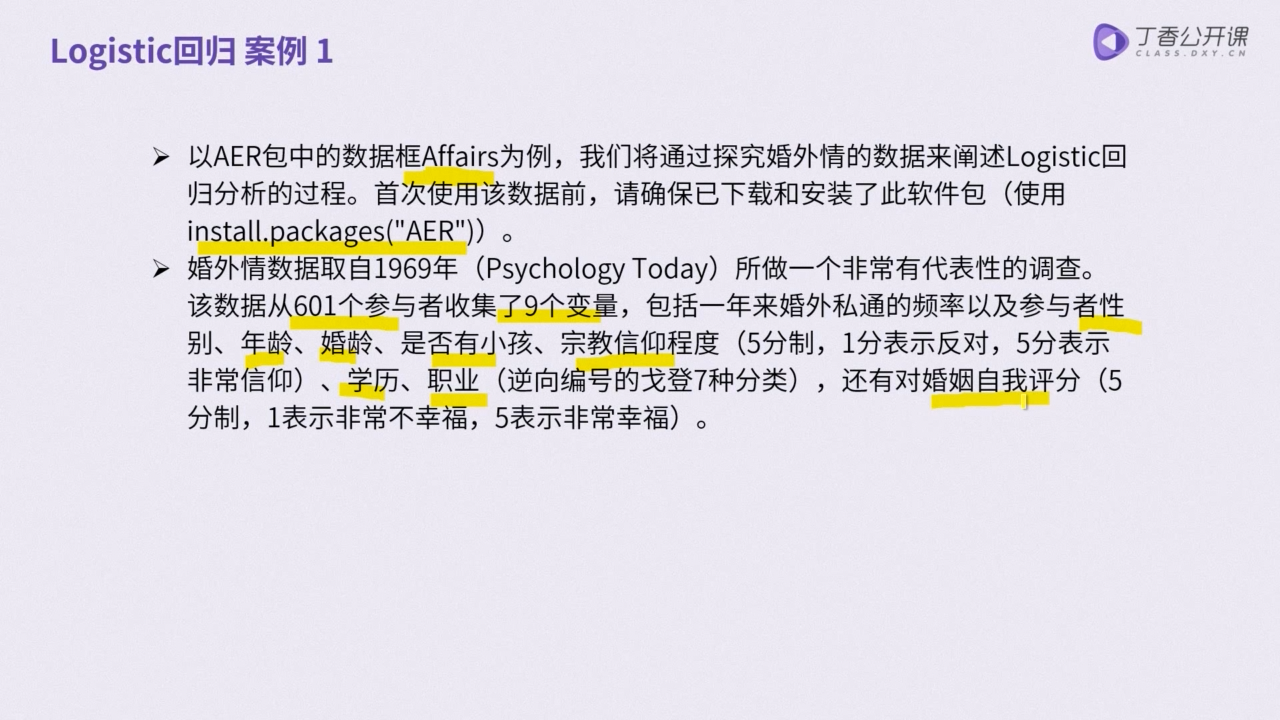 Logistic回归 案例 1
丁香公开课
CLASS.DXY.CN
➢ 以AER包中的数据框Affairs为例，我们将通过探究婚外情的数据来阐述Logistic回
归分析的过程。首次使用该数据前，请确保已下载和安装了此软件包（使用
install.packages("AER")）。
➢ 婚外情数据取自1969年（Psychology Today）所做一个非常有代表性的调查。
该数据从601个参与者收集了9个变量，包括一年来婚外私通的频率以及参与者性
别、年龄、婚龄、是否有小孩、宗教信仰程度（5分制，1分表示反对，5分表示
非常信仰）、学历、职业（逆向编号的戈登7种分类），还有对婚姻自我评分（5
分制，1表示非常不幸福，5表示非常幸福）。